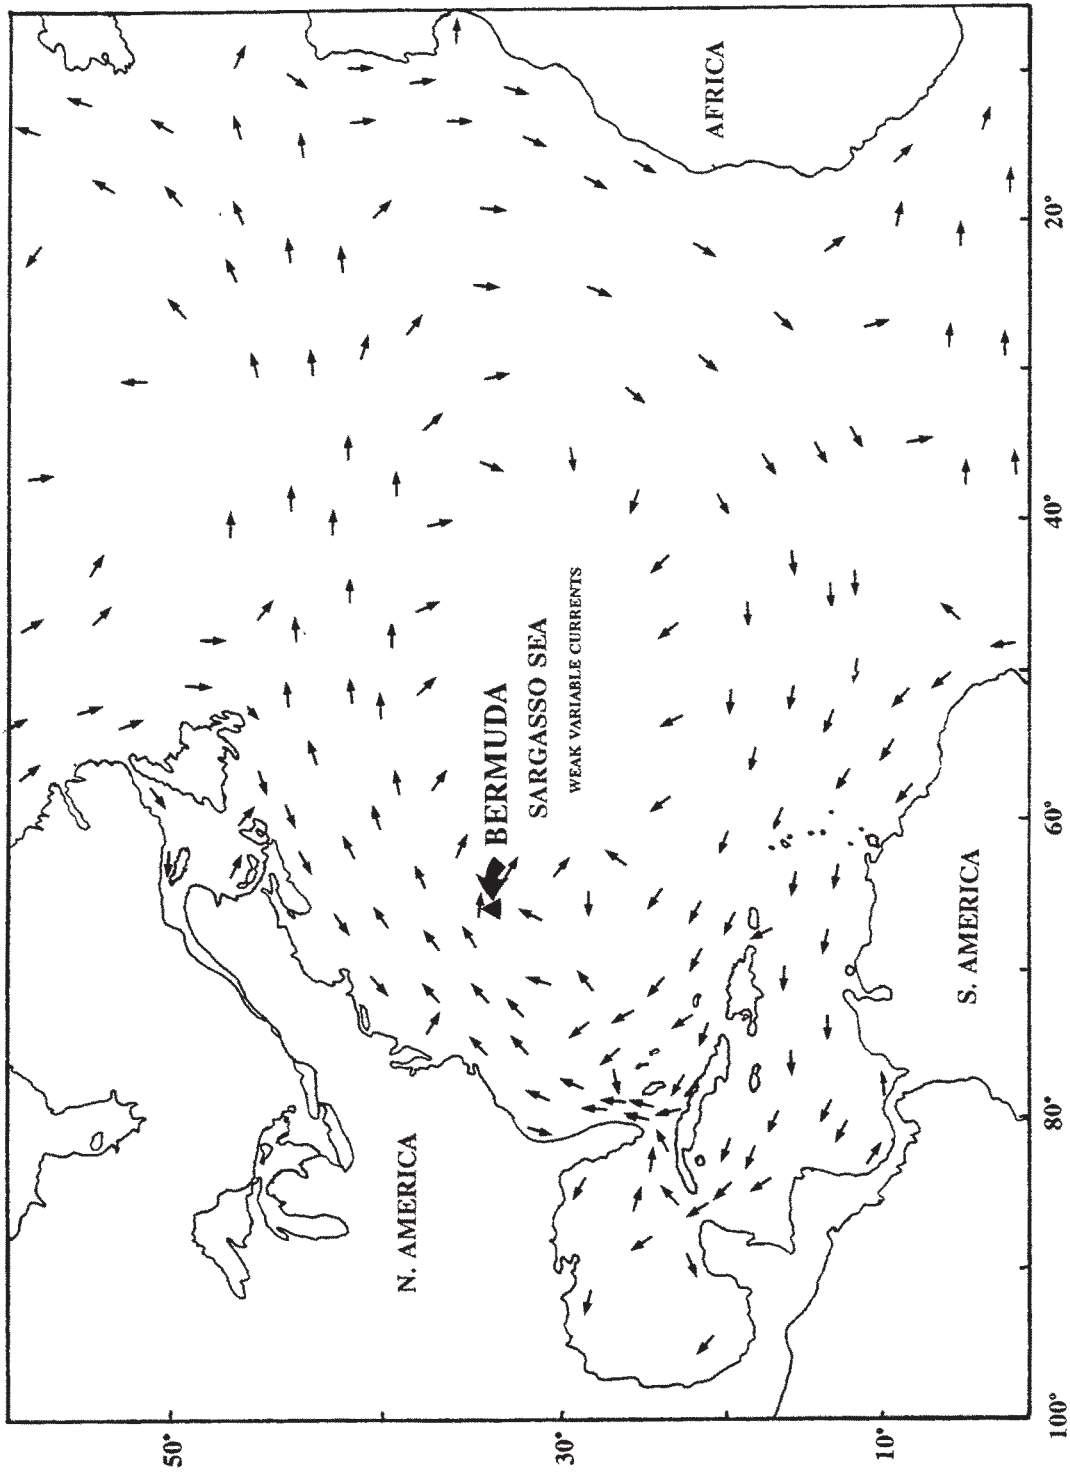 50°
30°
10°
N. AMERICA
BERMUDA
SARGASSO SEA
WEAK VARIABLE CURRENTS
AFRICA
S. AMERICA
100°
80°
60°
40°
20°